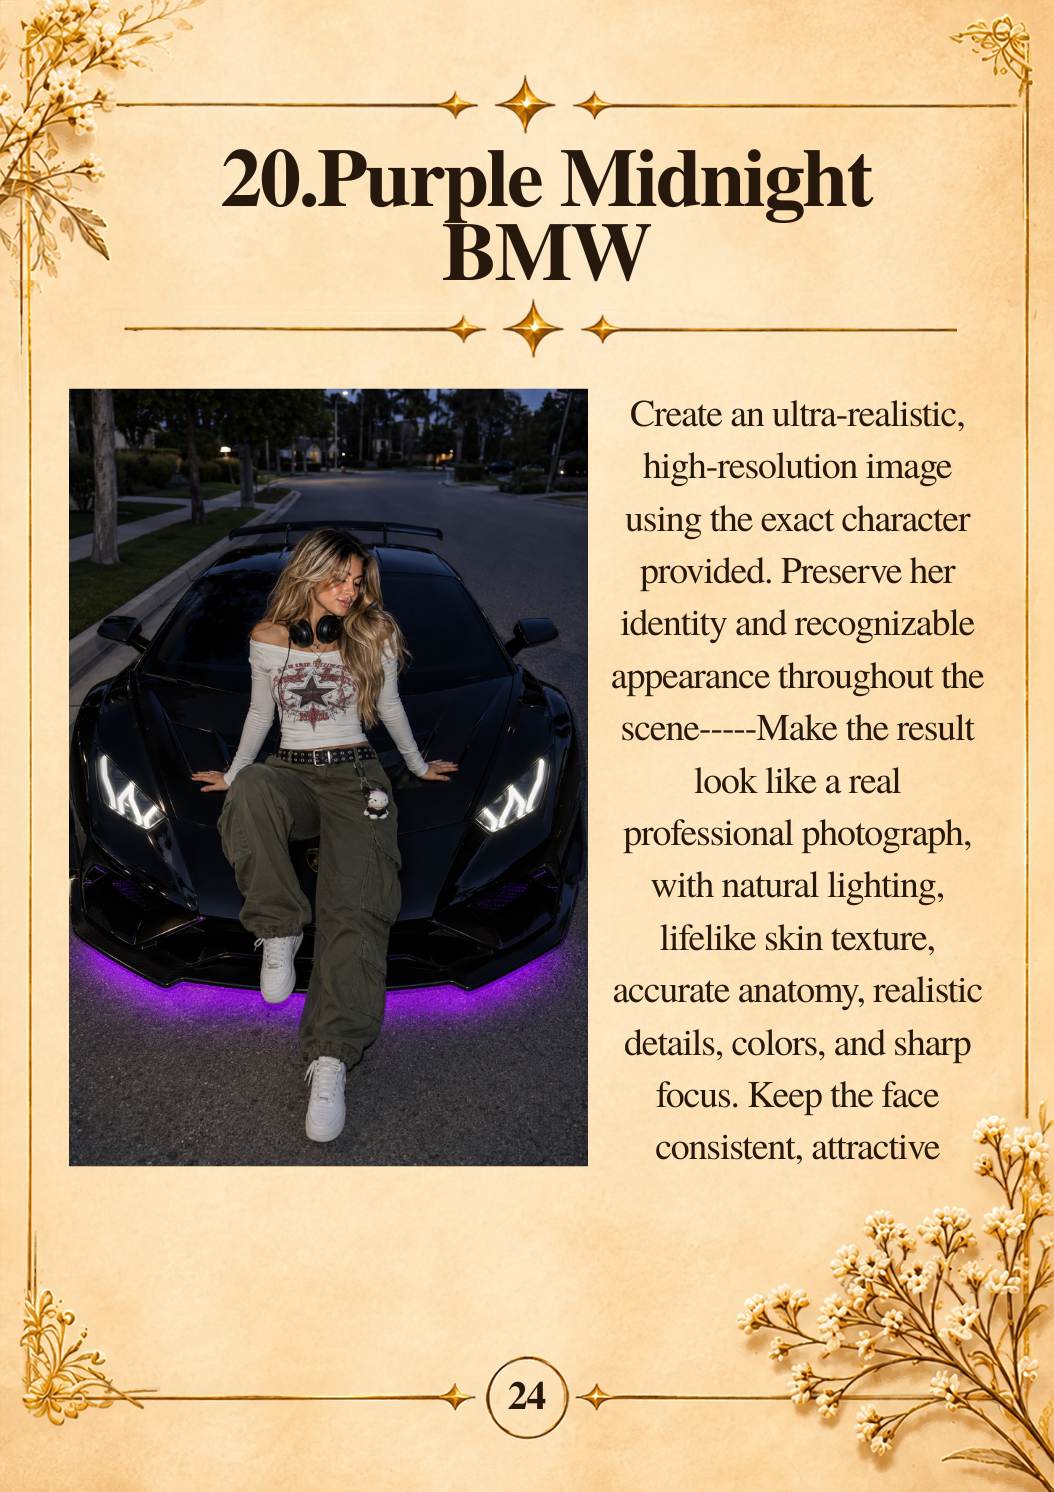 20.Purple Midnight
BMW
Create an ultra-realistic,
high-resolution image
using the exact character
provided. Preserve her
identity and recognizable
appearance throughout the
scene-----Make the result
look like a real
professional photograph,
with natural lighting,
lifelike skin texture,
accurate anatomy, realistic
details, colors, and sharp
focus. Keep the face
consistent, attractive
24